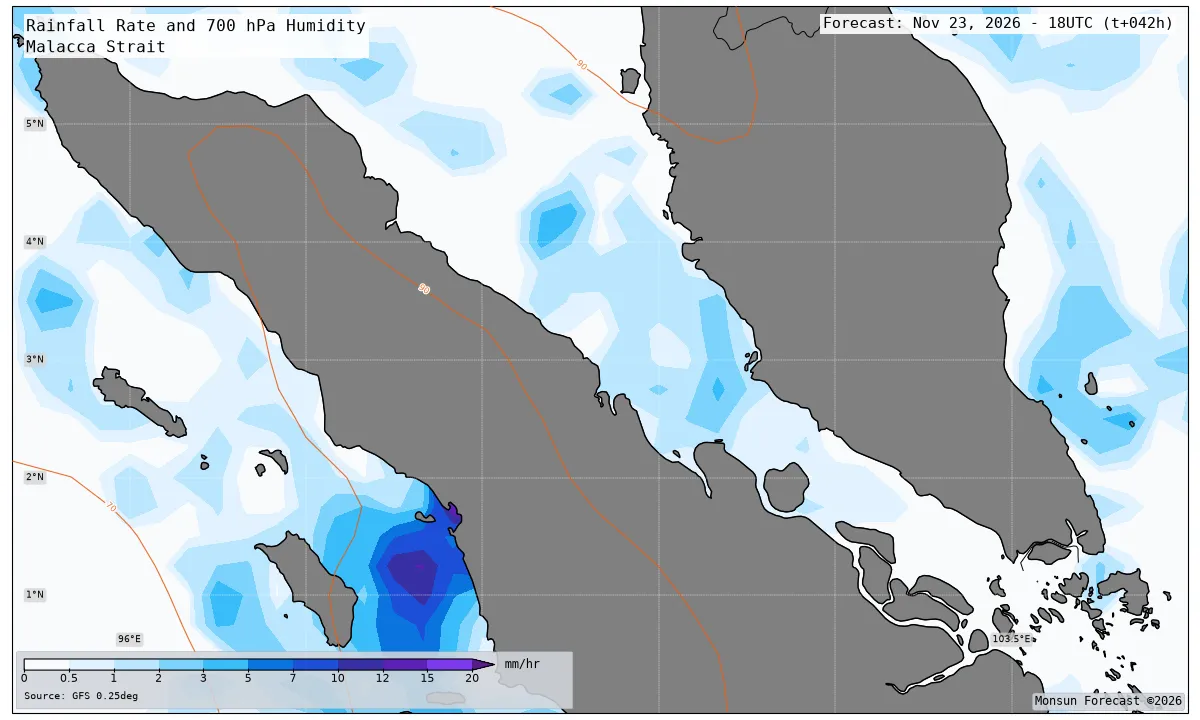 Rainfall Rate and 700 hPa Humidity
Malacca Strait
Forecast: Nov 23, 2026 - 18UTC (t+042h)
90
90
70
5°N
4°N
3°N
2°N
1°N
96°E
103.5°E
0 0.5 1 2 3 5 7 10 12 15 20 mm/hr
Source: GFS 0.25deg
Monsun Forecast ©2026